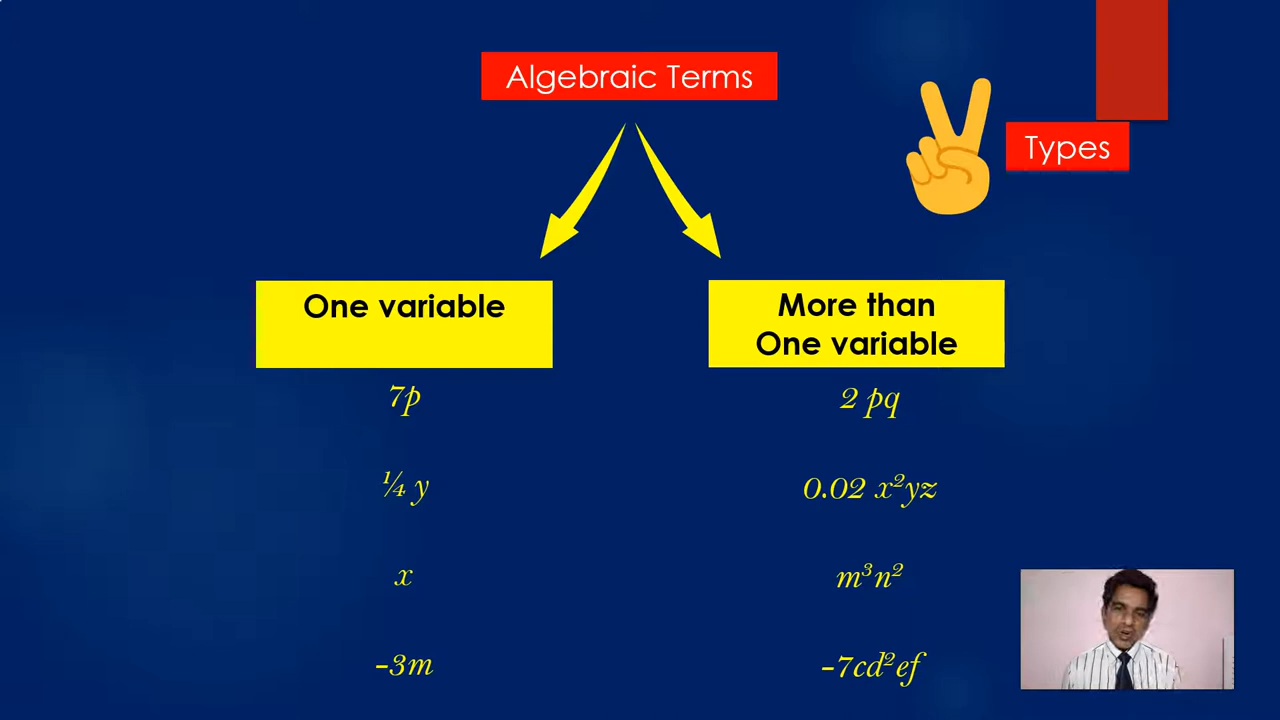 Algebraic Terms
Types
One variable
More than
One variable
7p
2 pq
¼ y
0.02 x²yz
x
m³n²
-3m
-7cd²ef